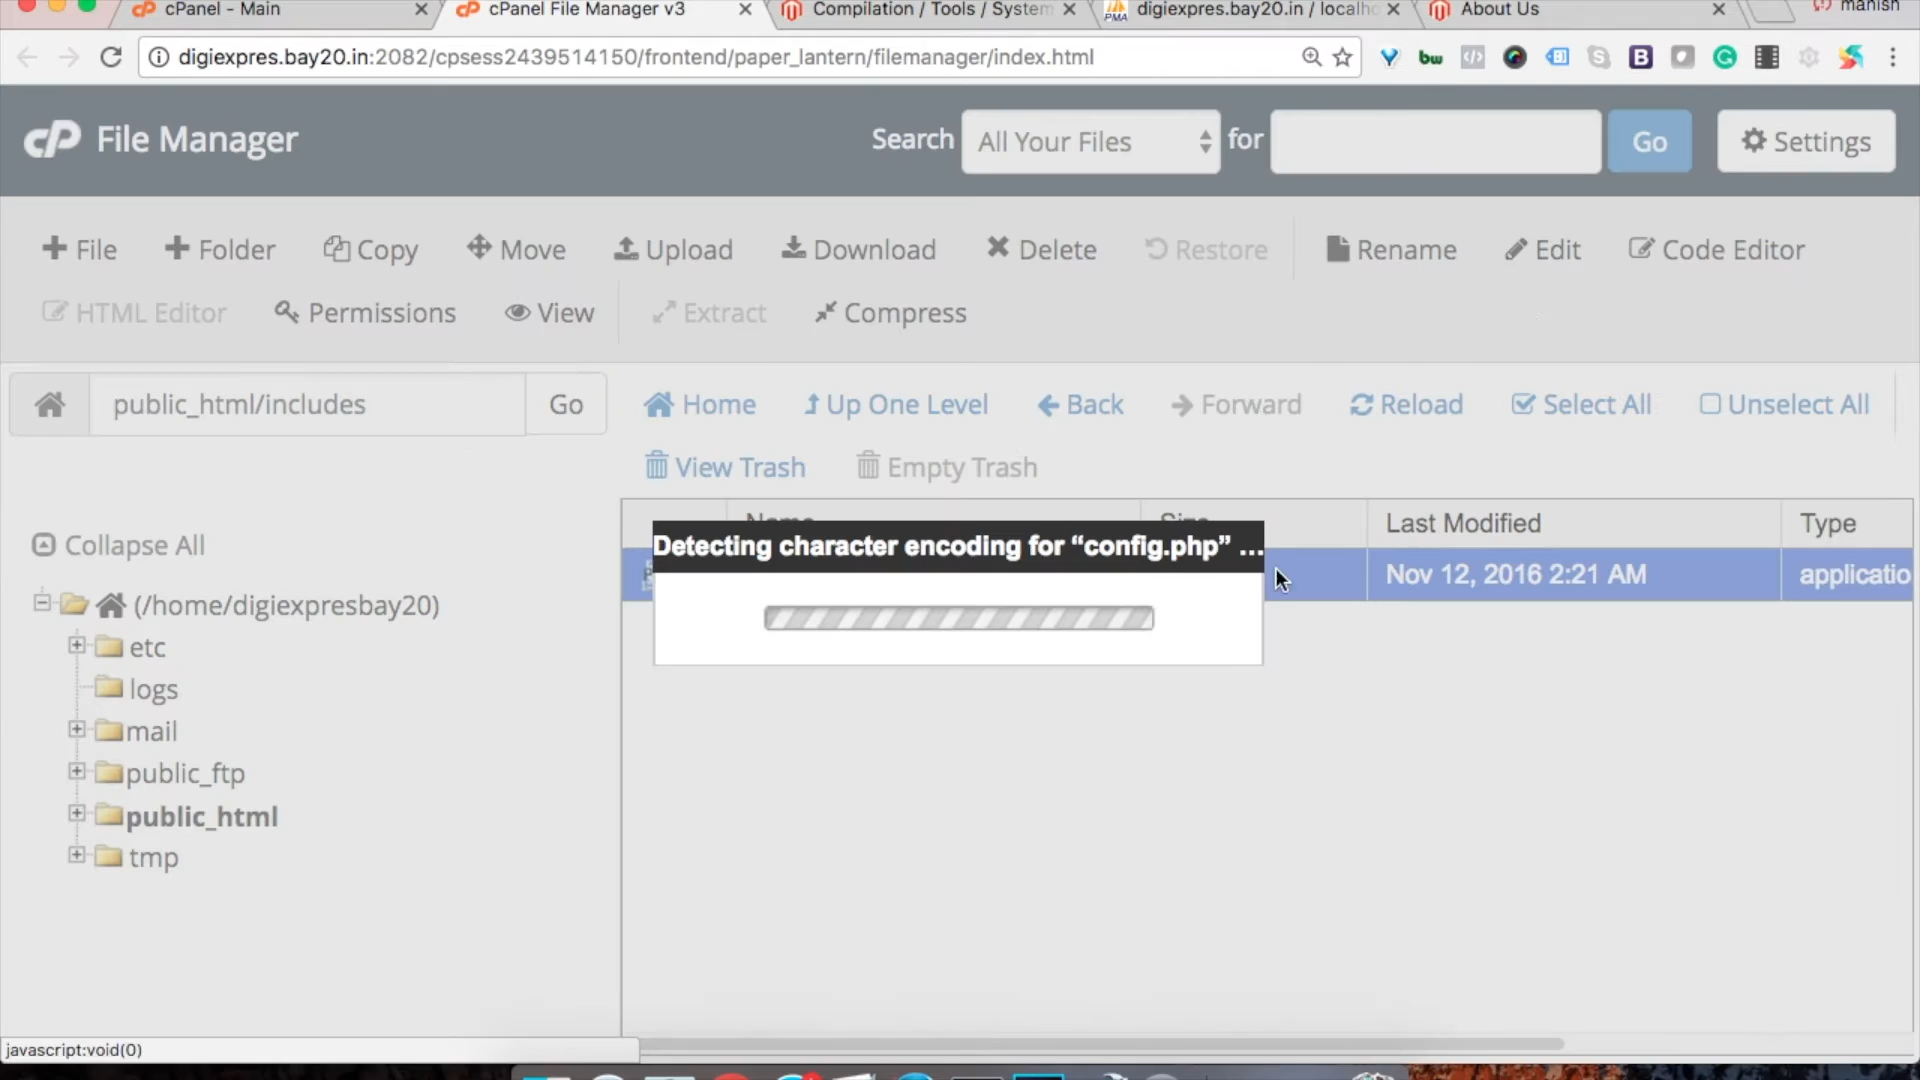 cPanel - Main
cPanel File Manager v3
Compilation / Tools / System
digiexpres.bay20.in / localho
About Us
manish
digiexpres.bay20.in:2082/cpsess2439514150/frontend/paper_lantern/filemanager/index.html
cP File Manager
Search All Your Files for Go Settings
File Folder Copy Move Upload Download Delete Restore Rename Edit Code Editor
HTML Editor Permissions View Extract Compress
public_html/includes Go
Home Up One Level Back Forward Reload Select All Unselect All
View Trash Empty Trash
Name Size Last Modified Type
Detecting character encoding for “config.php” ...
Nov 12, 2016 2:21 AM applicatio
Collapse All
(/home/digiexpresbay20)
etc
logs
mail
public_ftp
public_html
tmp
javascript:void(0)